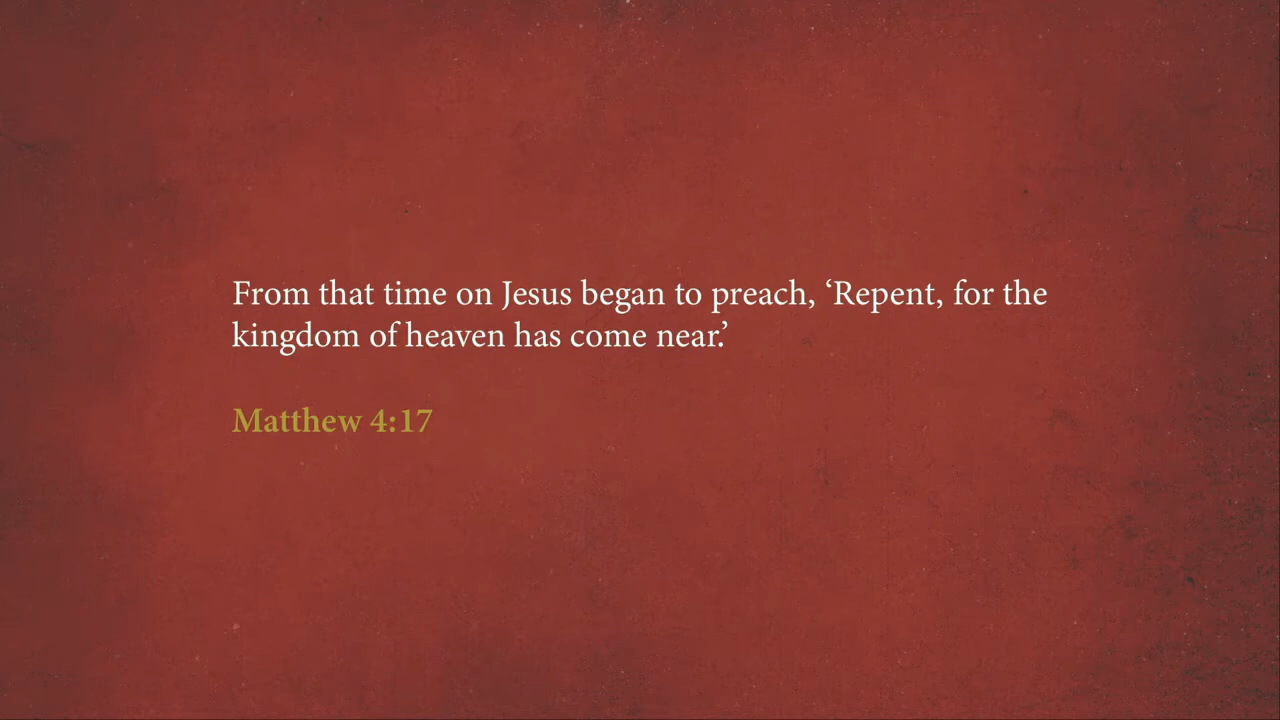 From that time on Jesus began to preach, ‘Repent, for the
kingdom of heaven has come near.’
Matthew 4:17